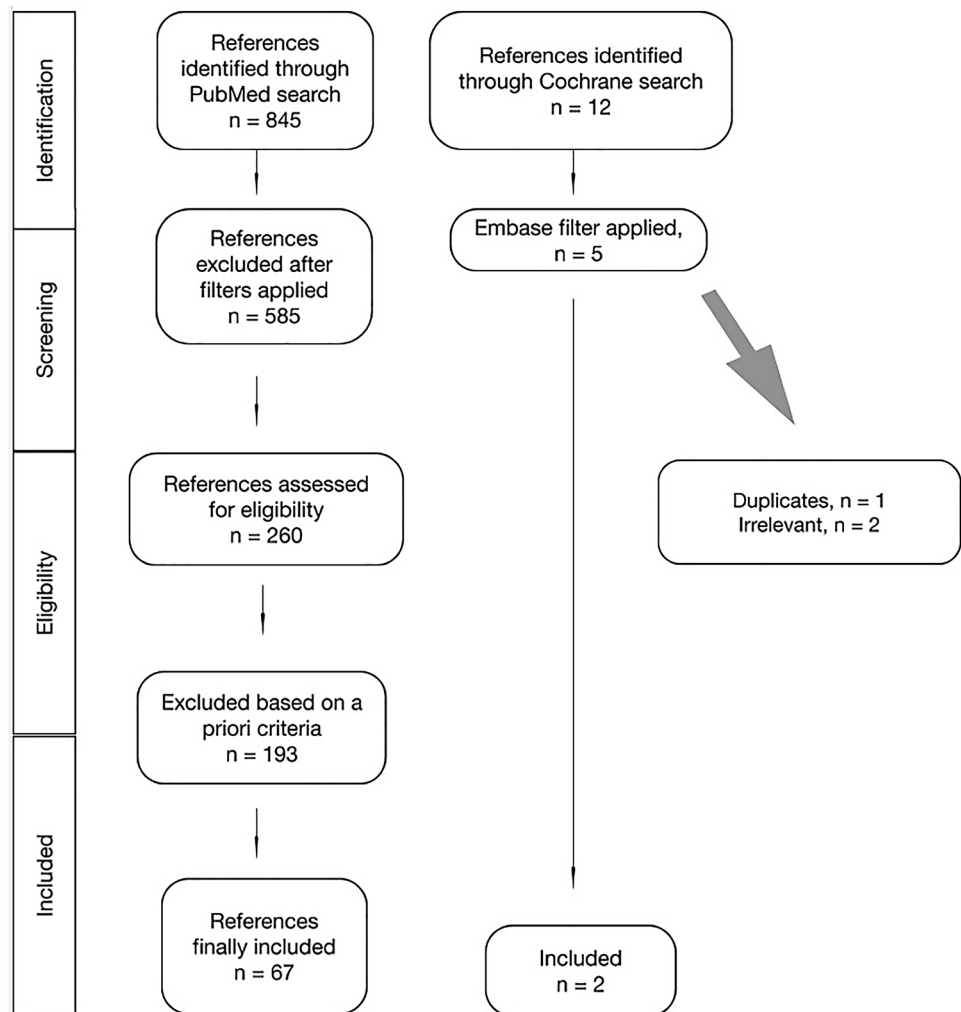 Identification
References
identified through
PubMed search
n = 845
References identified
through Cochrane search
n = 12
Screening
References
excluded after
filters applied
n = 585
Embase filter applied,
n = 5
Eligibility
References assessed
for eligibility
n = 260
Duplicates, n = 1
Irrelevant, n = 2
Excluded based on a
priori criteria
n = 193
Included
References
finally included
n = 67
Included
n = 2